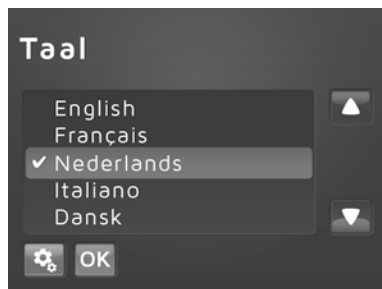 Taal
English
Français
✔ Nederlands
Italiano
Dansk
OK